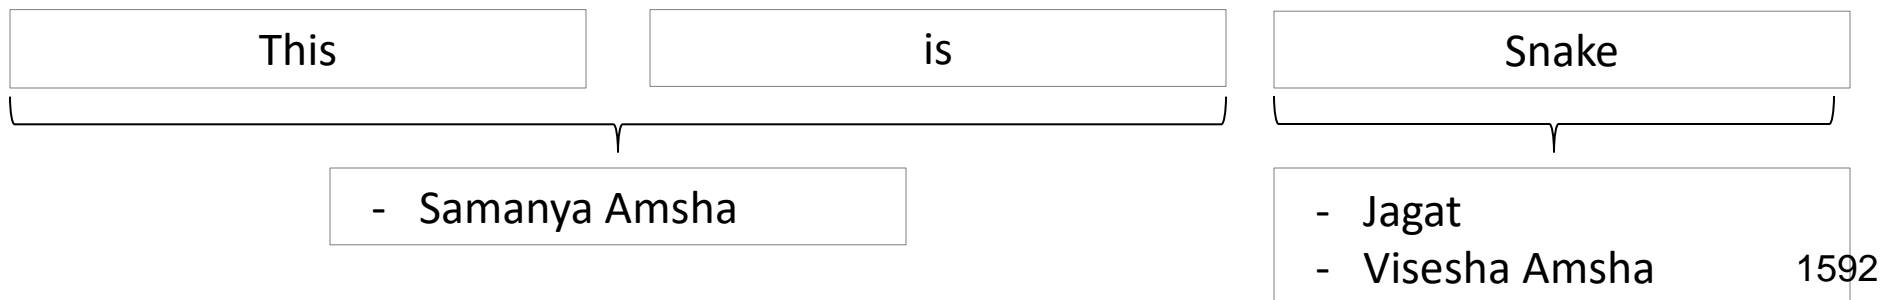 This is Snake
- Samanya Amsha
- Jagat
- Visesha Amsha
1592